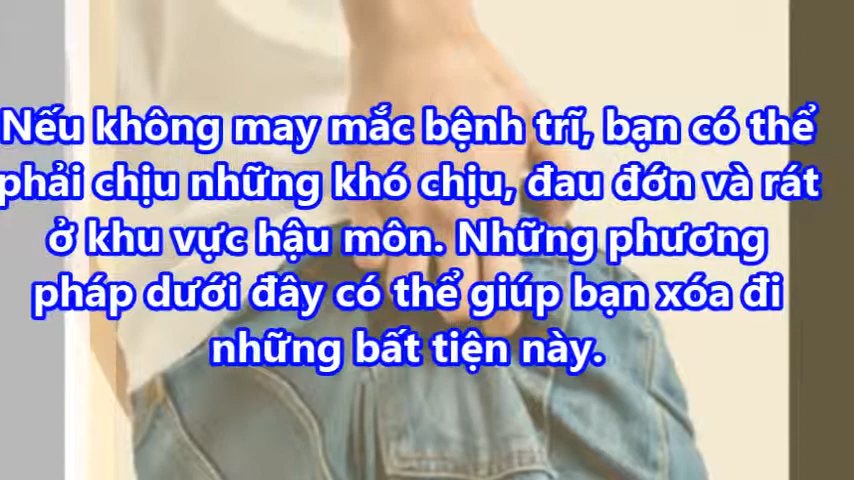 Nếu không may mắc bệnh trĩ, bạn có thể
phải chịu những khó chịu, đau đớn và rát
ở khu vực hậu môn. Những phương
pháp dưới đây có thể giúp bạn xóa đi
những bất tiện này.